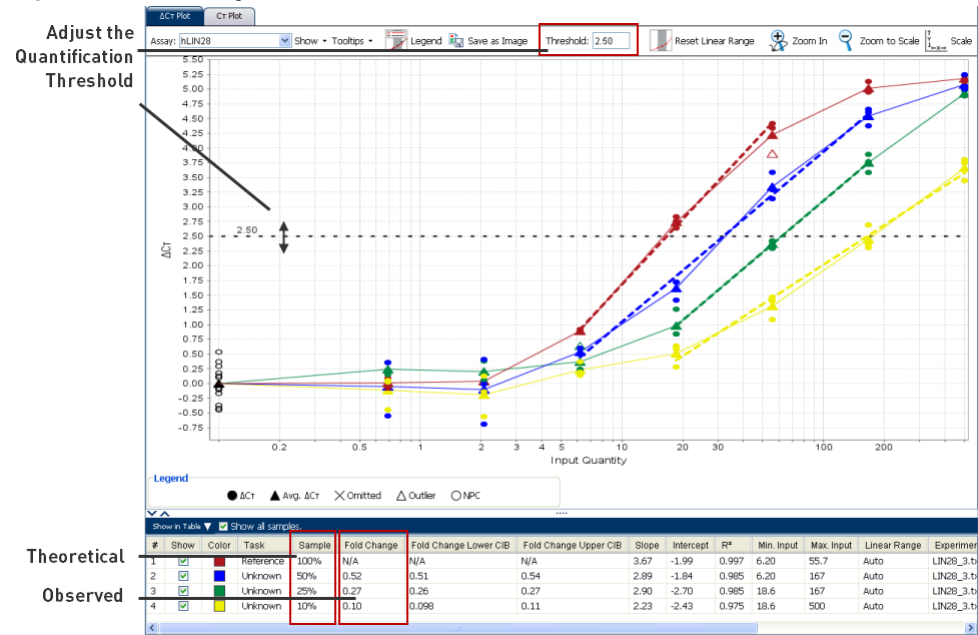 ΔCT Plot CT Plot
Adjust the
Quantification
Threshold
Assay: hLIN28 Show Tooltips Legend Save as Image Threshold: 2.50 Reset Linear Range Zoom In Zoom to Scale Y X Scale
5.50
5.25
5.00
4.75
4.50
4.25
4.00
3.75
3.50
3.25
3.00
2.75
2.50 2.50
2.25
2.00
1.75
1.50
1.25
1.00
0.75
0.50
0.25
0.00
-0.25
-0.50
-0.75
ΔCT
0.2 0.5 1 2 3 4 5 10 20 30 100 200
Input Quantity
Legend
ΔCT Avg. ΔCT Omitted Outlier NPC
Show in Table Show all samples.
# Show Color Task Sample Fold Change Fold Change Lower CIB Fold Change Upper CIB Slope Intercept R² Min. Input Max. Input Linear Range Experimen
Theoretical
1 Reference 100% N/A N/A N/A 3.67 -1.99 0.997 6.20 55.7 Auto LIN28_3.t
2 Unknown 50% 0.52 0.51 0.54 2.89 -1.84 0.985 6.20 167 Auto LIN28_3.t
Observed
3 Unknown 25% 0.27 0.26 0.27 2.90 -2.70 0.985 18.6 167 Auto LIN28_3.t
4 Unknown 10% 0.10 0.098 0.11 2.23 -2.43 0.975 18.6 500 Auto LIN28_3.t